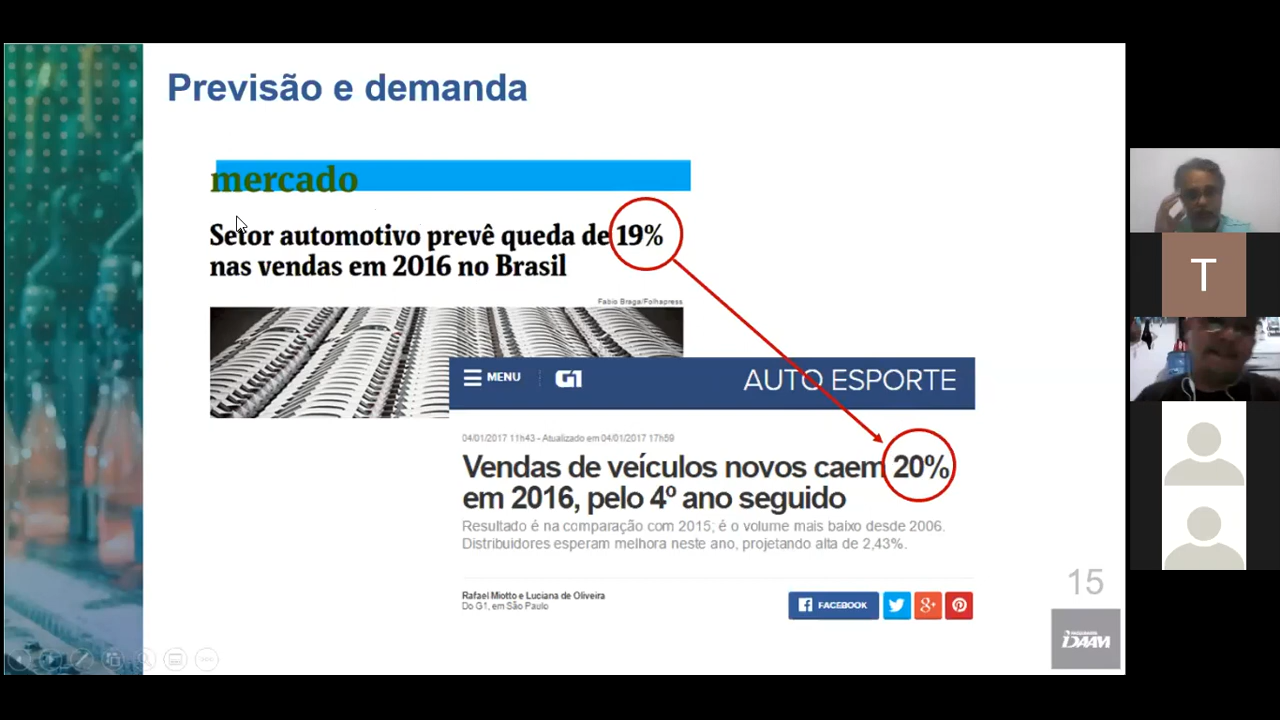 Previsão e demanda
mercado
Setor automotivo prevê queda de 19%
nas vendas em 2016 no Brasil
Fabio Braga/Folhapress
MENU
G1
AUTO ESPORTE
04/01/2017 11h43 - Atualizado em 04/01/2017 17h59
Vendas de veículos novos caem 20%
em 2016, pelo 4º ano seguido
Resultado é na comparação com 2015; é o volume mais baixo desde 2006.
Distribuidores esperam melhora neste ano, projetando alta de 2,43%.
Rafael Miotto e Luciana de Oliveira
Do G1, em São Paulo
FACEBOOK
15
T